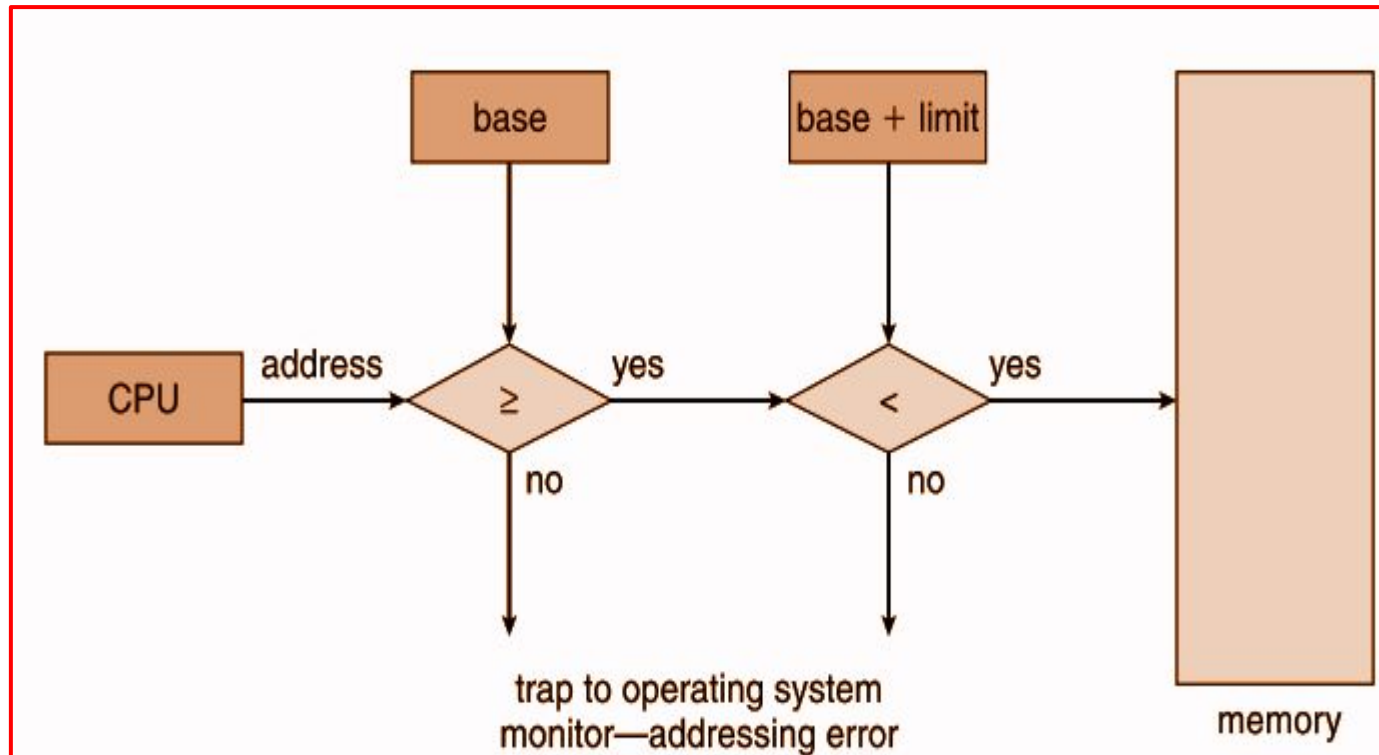 base
base + limit
CPU
address
≥
yes
<
yes
no
no
trap to operating system
monitor—addressing error
memory